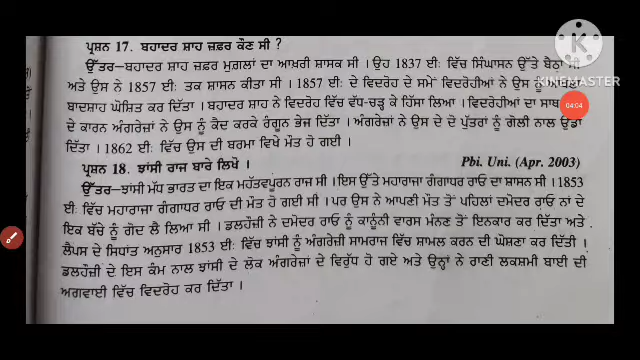 ਪ੍ਰਸ਼ਨ 17. ਬਹਾਦਰ ਸ਼ਾਹ ਜ਼ਫ਼ਰ ਕੌਣ ਸੀ ?
ਉੱਤਰ–ਬਹਾਦਰ ਸ਼ਾਹ ਜ਼ਫ਼ਰ ਮੁਗ਼ਲਾਂ ਦਾ ਆਖ਼ਰੀ ਸ਼ਾਸਕ ਸੀ । ਉਹ 1837 ਈ: ਵਿੱਚ ਸਿੰਘਾਸਨ ਉੱਤੇ ਬੈਠਾ ਸੀ
ਅਤੇ ਉਸ ਨੇ 1857 ਈ: ਤਕ ਸ਼ਾਸਨ ਕੀਤਾ ਸੀ । 1857 ਈ: ਦੇ ਵਿਦਰੋਹ ਦੇ ਸਮੇਂ ਵਿਦਰੋਹੀਆਂ ਨੇ ਉਸ ਨੂੰ
KINEMASTER
ਬਾਦਸ਼ਾਹ ਘੋਸ਼ਿਤ ਕਰ ਦਿੱਤਾ । ਬਹਾਦਰ ਸ਼ਾਹ ਨੇ ਵਿਦਰੋਹ ਵਿੱਚ ਵੱਧ-ਚੜ੍ਹ ਕੇ ਹਿੱਸਾ ਲਿਆ । ਵਿਦਰੋਹੀਆਂ ਦਾ
04:04
ਦੇ ਕਾਰਨ ਅੰਗਰੇਜ਼ਾਂ ਨੇ ਉਸ ਨੂੰ ਕੈਦ ਕਰਕੇ ਰੰਗੂਨ ਭੇਜ ਦਿੱਤਾ । ਅੰਗਰੇਜ਼ਾਂ ਨੇ ਉਸ ਦੇ ਦੋ ਪੁੱਤਰਾਂ ਨੂੰ ਗੋਲੀ ਨਾਲ ਉਡਾ
ਦਿੱਤਾ । 1862 ਈ: ਵਿੱਚ ਉਸ ਦੀ ਬਰਮਾ ਵਿਖੇ ਮੌਤ ਹੋ ਗਈ ।
ਪ੍ਰਸ਼ਨ 18. ਝਾਂਸੀ ਰਾਜ ਬਾਰੇ ਲਿਖੋ । Pbi. Uni. (Apr. 2003)
ਉੱਤਰ–ਝਾਂਸੀ ਮੱਧ ਭਾਰਤ ਦਾ ਇਕ ਮਹੱਤਵਪੂਰਨ ਰਾਜ ਸੀ । ਇਸ ਉੱਤੇ ਮਹਾਰਾਜਾ ਗੰਗਾਧਰ ਰਾਓ ਦਾ ਸ਼ਾਸਨ ਸੀ । 1853
ਈ: ਵਿੱਚ ਮਹਾਰਾਜਾ ਗੰਗਾਧਰ ਰਾਓ ਦੀ ਮੌਤ ਹੋ ਗਈ ਸੀ । ਪਰ ਉਸ ਨੇ ਆਪਣੀ ਮੌਤ ਤੋਂ ਪਹਿਲਾਂ ਦਮੋਦਰ ਰਾਓ ਨਾਂ ਦੇ
ਇਕ ਬੱਚੇ ਨੂੰ ਗੋਦ ਲੈ ਲਿਆ ਸੀ । ਡਲਹੌਜ਼ੀ ਨੇ ਦਮੋਦਰ ਰਾਓ ਨੂੰ ਕਾਨੂੰਨੀ ਵਾਰਸ ਮੰਨਣ ਤੋਂ ਇਨਕਾਰ ਕਰ ਦਿੱਤਾ ਅਤੇ
ਲੈਪਸ ਦੇ ਸਿਧਾਂਤ ਅਨੁਸਾਰ 1853 ਈ: ਵਿੱਚ ਝਾਂਸੀ ਨੂੰ ਅੰਗਰੇਜ਼ੀ ਸਾਮਰਾਜ ਵਿੱਚ ਸ਼ਾਮਲ ਕਰਨ ਦੀ ਘੋਸ਼ਣਾ ਕਰ ਦਿੱਤੀ ।
ਡਲਹੌਜ਼ੀ ਦੇ ਇਸ ਕੰਮ ਨਾਲ ਝਾਂਸੀ ਦੇ ਲੋਕ ਅੰਗਰੇਜ਼ਾਂ ਦੇ ਵਿਰੁੱਧ ਹੋ ਗਏ ਅਤੇ ਉਨ੍ਹਾਂ ਨੇ ਰਾਣੀ ਲਕਸ਼ਮੀ ਬਾਈ ਦੀ
ਅਗਵਾਈ ਵਿੱਚ ਵਿਦਰੋਹ ਕਰ ਦਿੱਤਾ ।